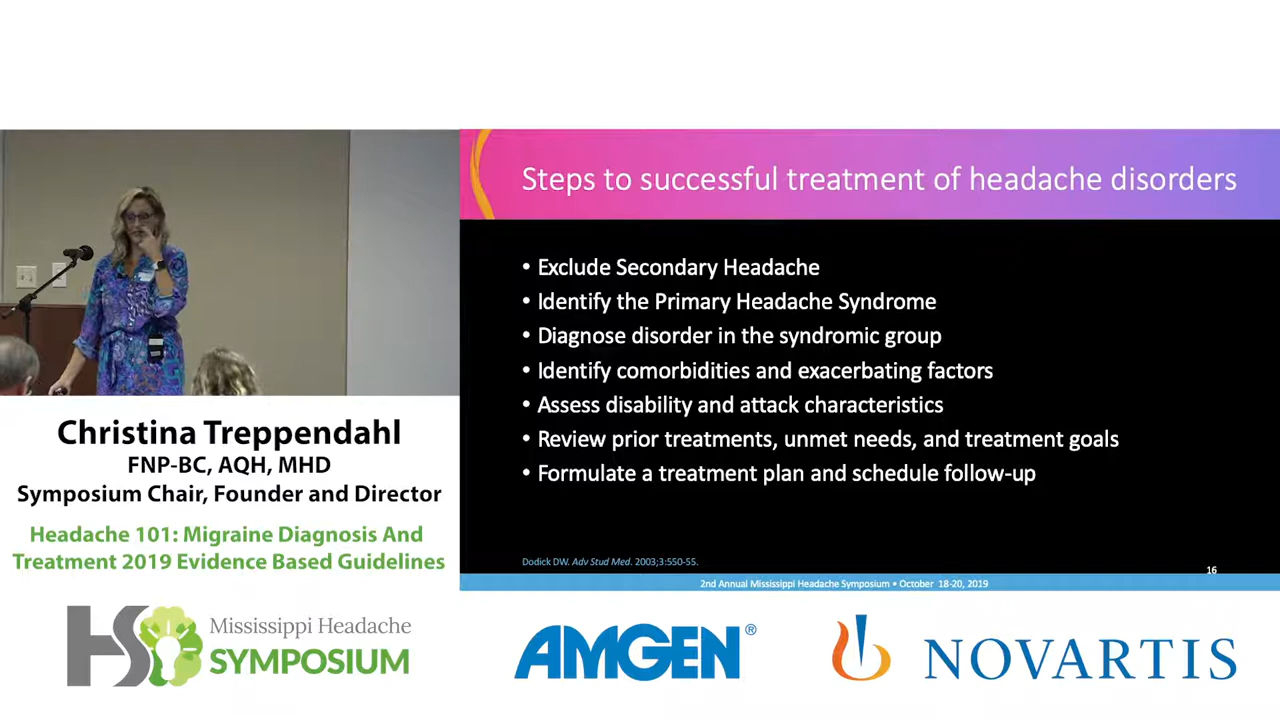 Steps to successful treatment of headache disorders
• Exclude Secondary Headache
• Identify the Primary Headache Syndrome
• Diagnose disorder in the syndromic group
• Identify comorbidities and exacerbating factors
• Assess disability and attack characteristics
• Review prior treatments, unmet needs, and treatment goals
• Formulate a treatment plan and schedule follow-up
Dodick DW. Adv Stud Med. 2003;3:550-55.
16
2nd Annual Mississippi Headache Symposium • October 18-20, 2019
Christina Treppendahl
FNP-BC, AQH, MHD
Symposium Chair, Founder and Director
Headache 101: Migraine Diagnosis And
Treatment 2019 Evidence Based Guidelines
HS
Mississippi Headache
SYMPOSIUM
AMGEN®
NOVARTIS